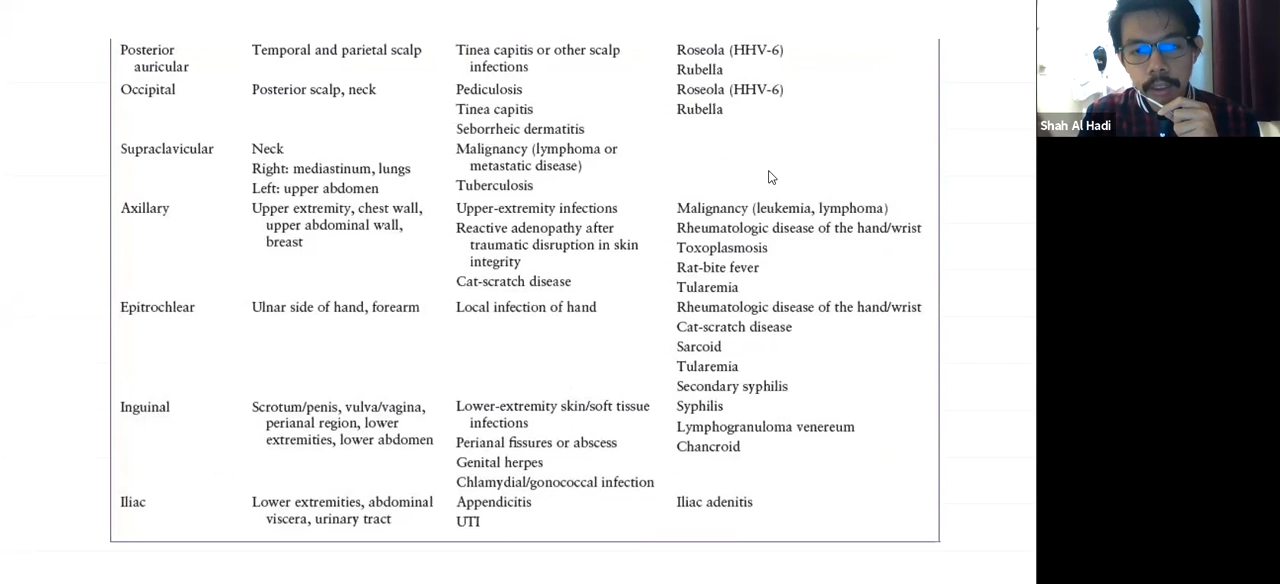 Posterior
auricular
Temporal and parietal scalp
Tinea capitis or other scalp
infections
Roseola (HHV-6)
Rubella
Occipital
Posterior scalp, neck
Pediculosis
Tinea capitis
Seborrheic dermatitis
Roseola (HHV-6)
Rubella
Supraclavicular
Neck
Right: mediastinum, lungs
Left: upper abdomen
Malignancy (lymphoma or
metastatic disease)
Tuberculosis
Axillary
Upper extremity, chest wall,
upper abdominal wall,
breast
Upper-extremity infections
Reactive adenopathy after
traumatic disruption in skin
integrity
Cat-scratch disease
Malignancy (leukemia, lymphoma)
Rheumatologic disease of the hand/wrist
Toxoplasmosis
Rat-bite fever
Tularemia
Epitrochlear
Ulnar side of hand, forearm
Local infection of hand
Rheumatologic disease of the hand/wrist
Cat-scratch disease
Sarcoid
Tularemia
Secondary syphilis
Inguinal
Scrotum/penis, vulva/vagina,
perianal region, lower
extremities, lower abdomen
Lower-extremity skin/soft tissue
infections
Perianal fissures or abscess
Genital herpes
Chlamydial/gonococcal infection
Syphilis
Lymphogranuloma venereum
Chancroid
Iliac
Lower extremities, abdominal
viscera, urinary tract
Appendicitis
UTI
Iliac adenitis
Shah Al Hadi